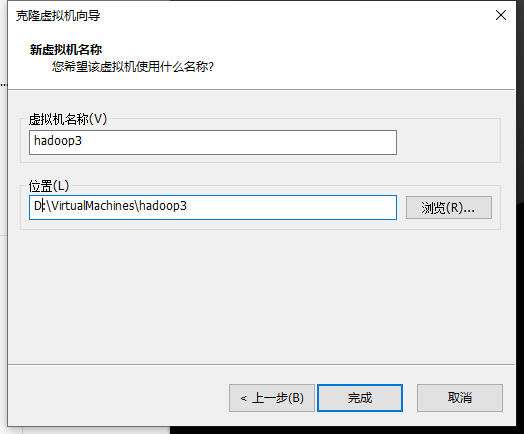 克隆虚拟机向导
新虚拟机名称
您希望该虚拟机使用什么名称?
...
虚拟机名称(V)
hadoop3
位置(L)
D:\VirtualMachines\hadoop3
浏览(R)...
< 上一步(B)
完成
取消